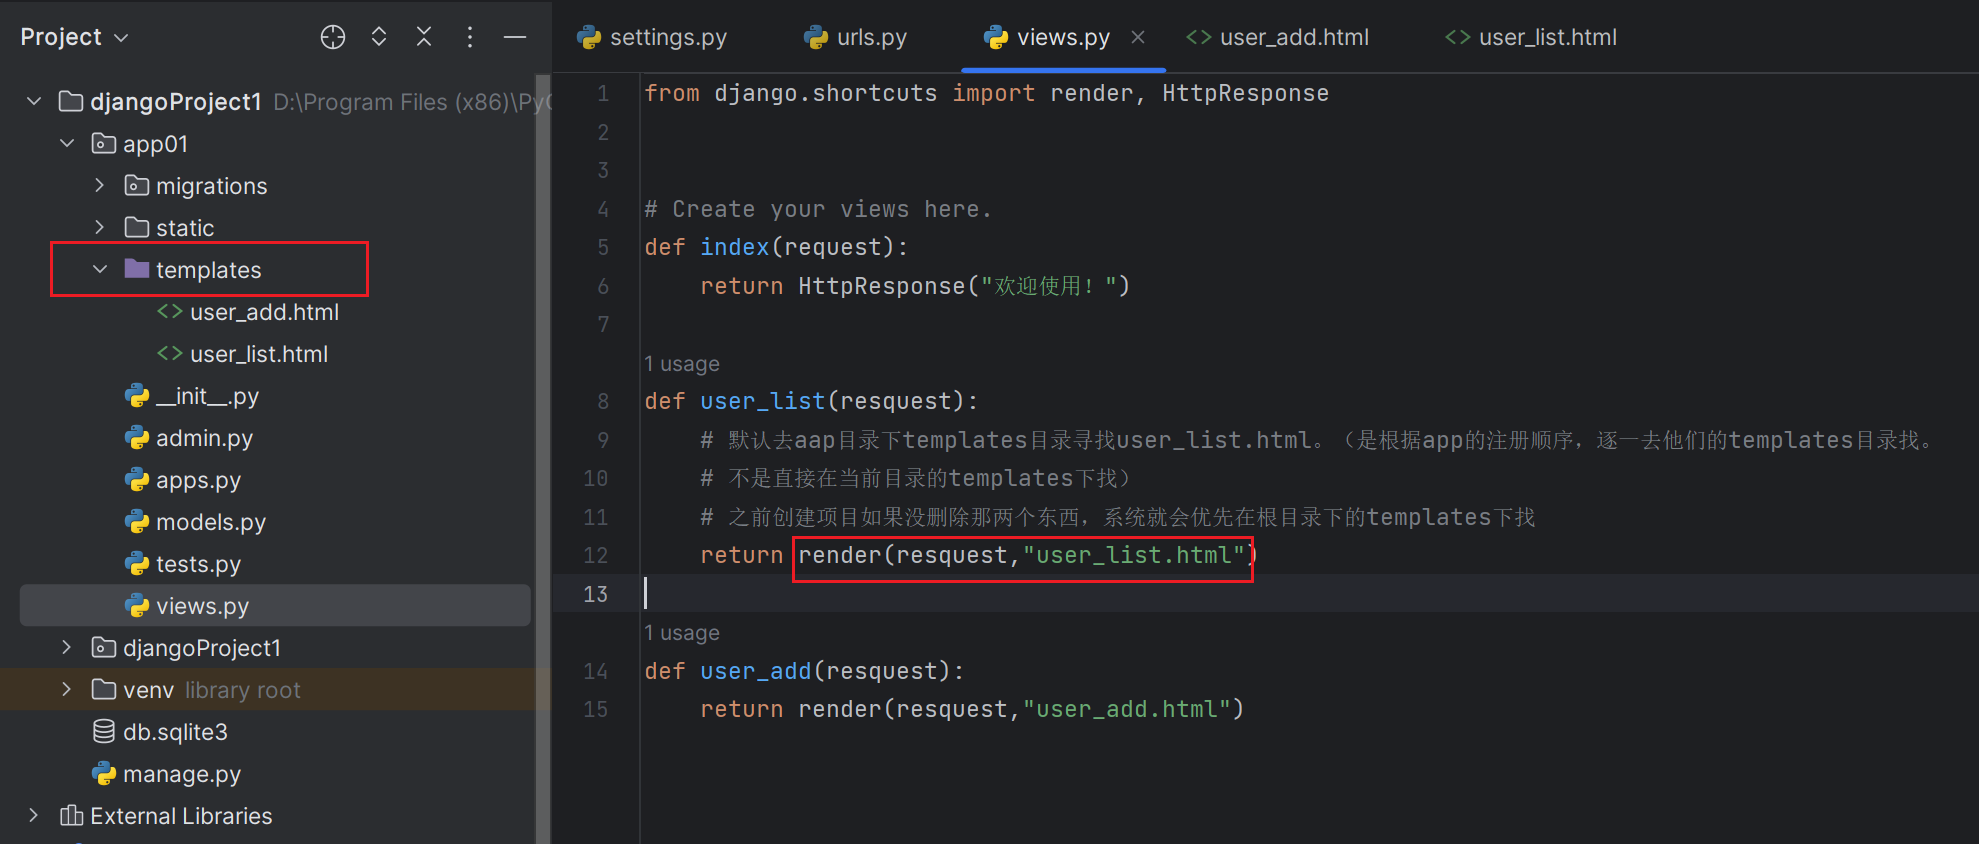 Project
djangoProject1 D:\Program Files (x86)\PyC
app01
migrations
static
templates
user_add.html
user_list.html
__init__.py
admin.py
apps.py
models.py
tests.py
views.py
djangoProject1
venv library root
db.sqlite3
manage.py
External Libraries
settings.py urls.py views.py user_add.html user_list.html
1 from django.shortcuts import render, HttpResponse
2
3
4 # Create your views here.
5 def index(request):
6 return HttpResponse("欢迎使用！")
7
1 usage
8 def user_list(resquest):
9 # 默认去aap目录下templates目录寻找user_list.html。（是根据app的注册顺序，逐一去他们的templates目录找。
10 # 不是直接在当前目录的templates下找）
11 # 之前创建项目如果没删除那两个东西，系统就会优先在根目录下的templates下找
12 return render(resquest,"user_list.html")
13
1 usage
14 def user_add(resquest):
15 return render(resquest,"user_add.html")